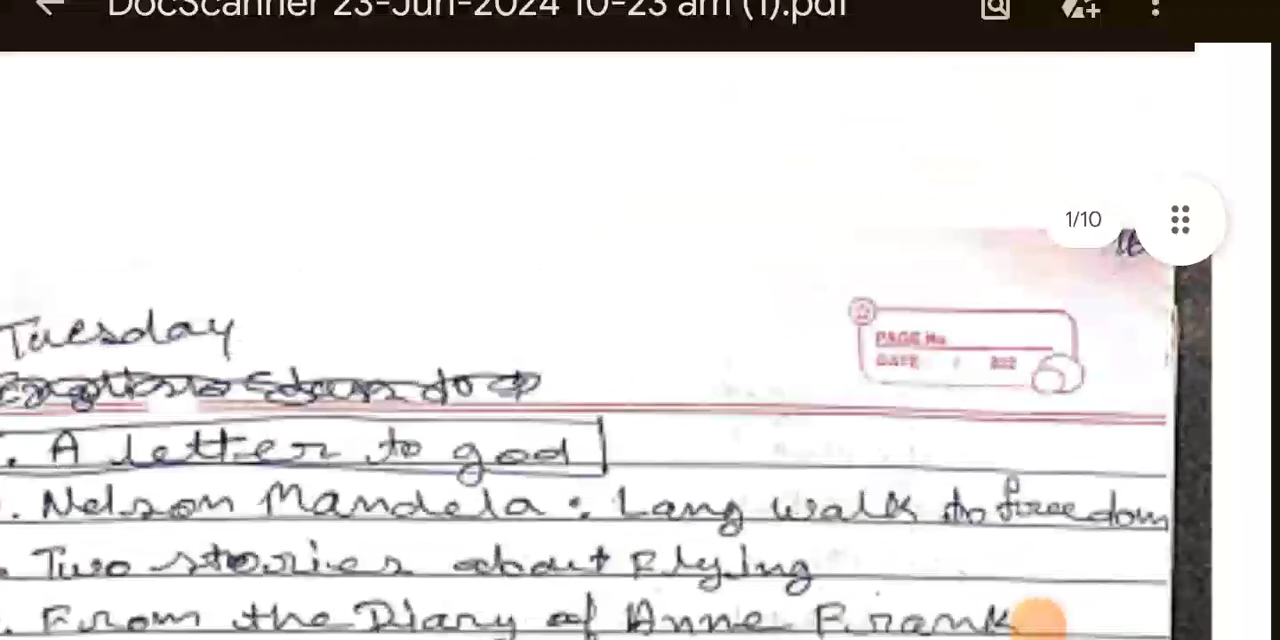 DocScanner 23-Jun-2024 10-23 am (1).pdf
1/10
PAGE No.
DATE
Tuesday
. A letter to god
. Nelson Mandela : Lang walk to freedom
. Two stories about Flying
. From the Diary of Anne Frank